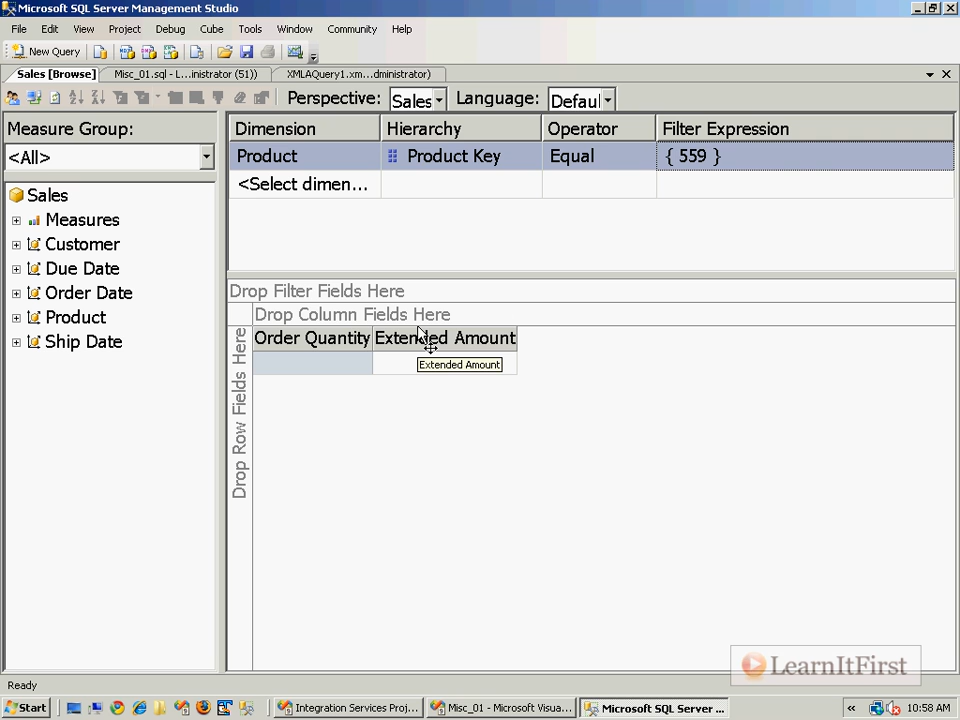 Microsoft SQL Server Management Studio
File Edit View Project Debug Cube Tools Window Community Help
New Query
Sales [Browse] Misc_01.sql - L...inistrator (51)) XMLAQuery1.xm...dministrator)
Perspective: Sales Language: Defaul
Measure Group:
<All>
Dimension Hierarchy Operator Filter Expression
Product Product Key Equal { 559 }
<Select dimen...
Sales
Measures
Customer
Due Date
Order Date
Product
Ship Date
Drop Filter Fields Here
Drop Column Fields Here
Drop Row Fields Here
Order Quantity Extended Amount
Extended Amount
LearnItFirst
Ready
Start Integration Services Proj... Misc_01 - Microsoft Visua... Microsoft SQL Server ... « 10:58 AM